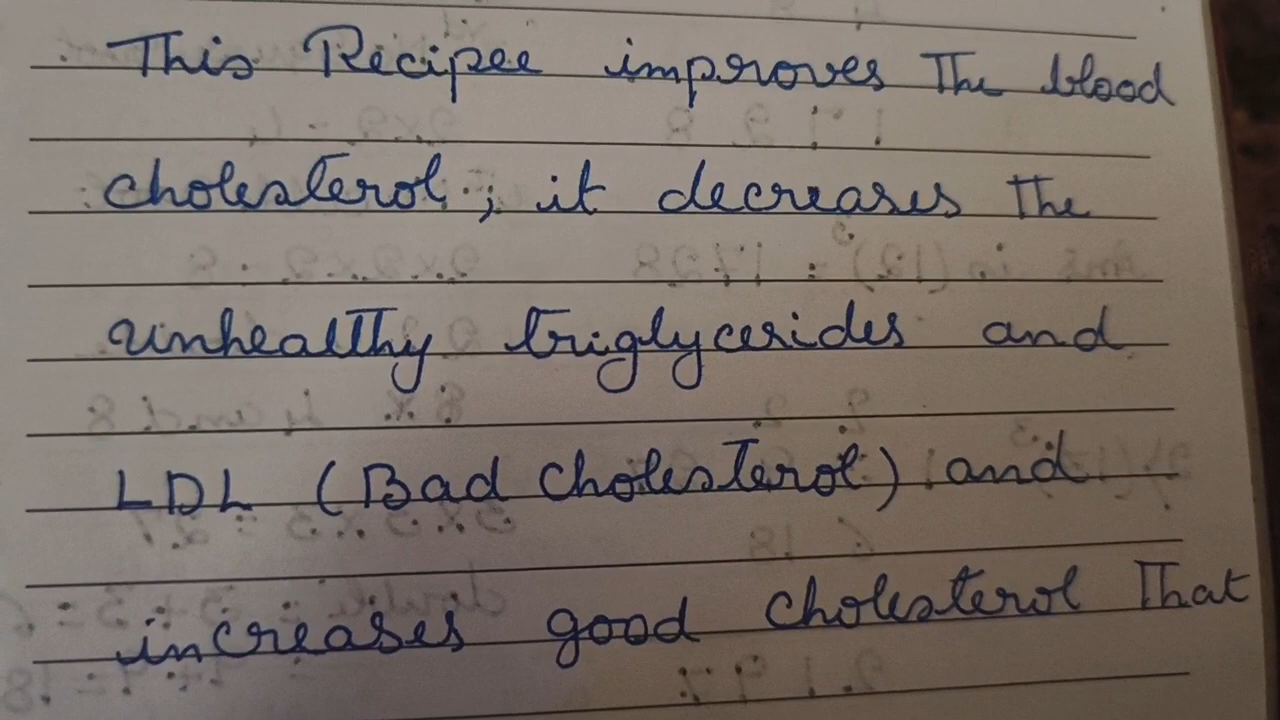 This Recipee improves The blood
cholesterol ; it decreases The
unhealthy triglycerides and
LDL (Bad Cholesterol) and
increases good cholesterol That